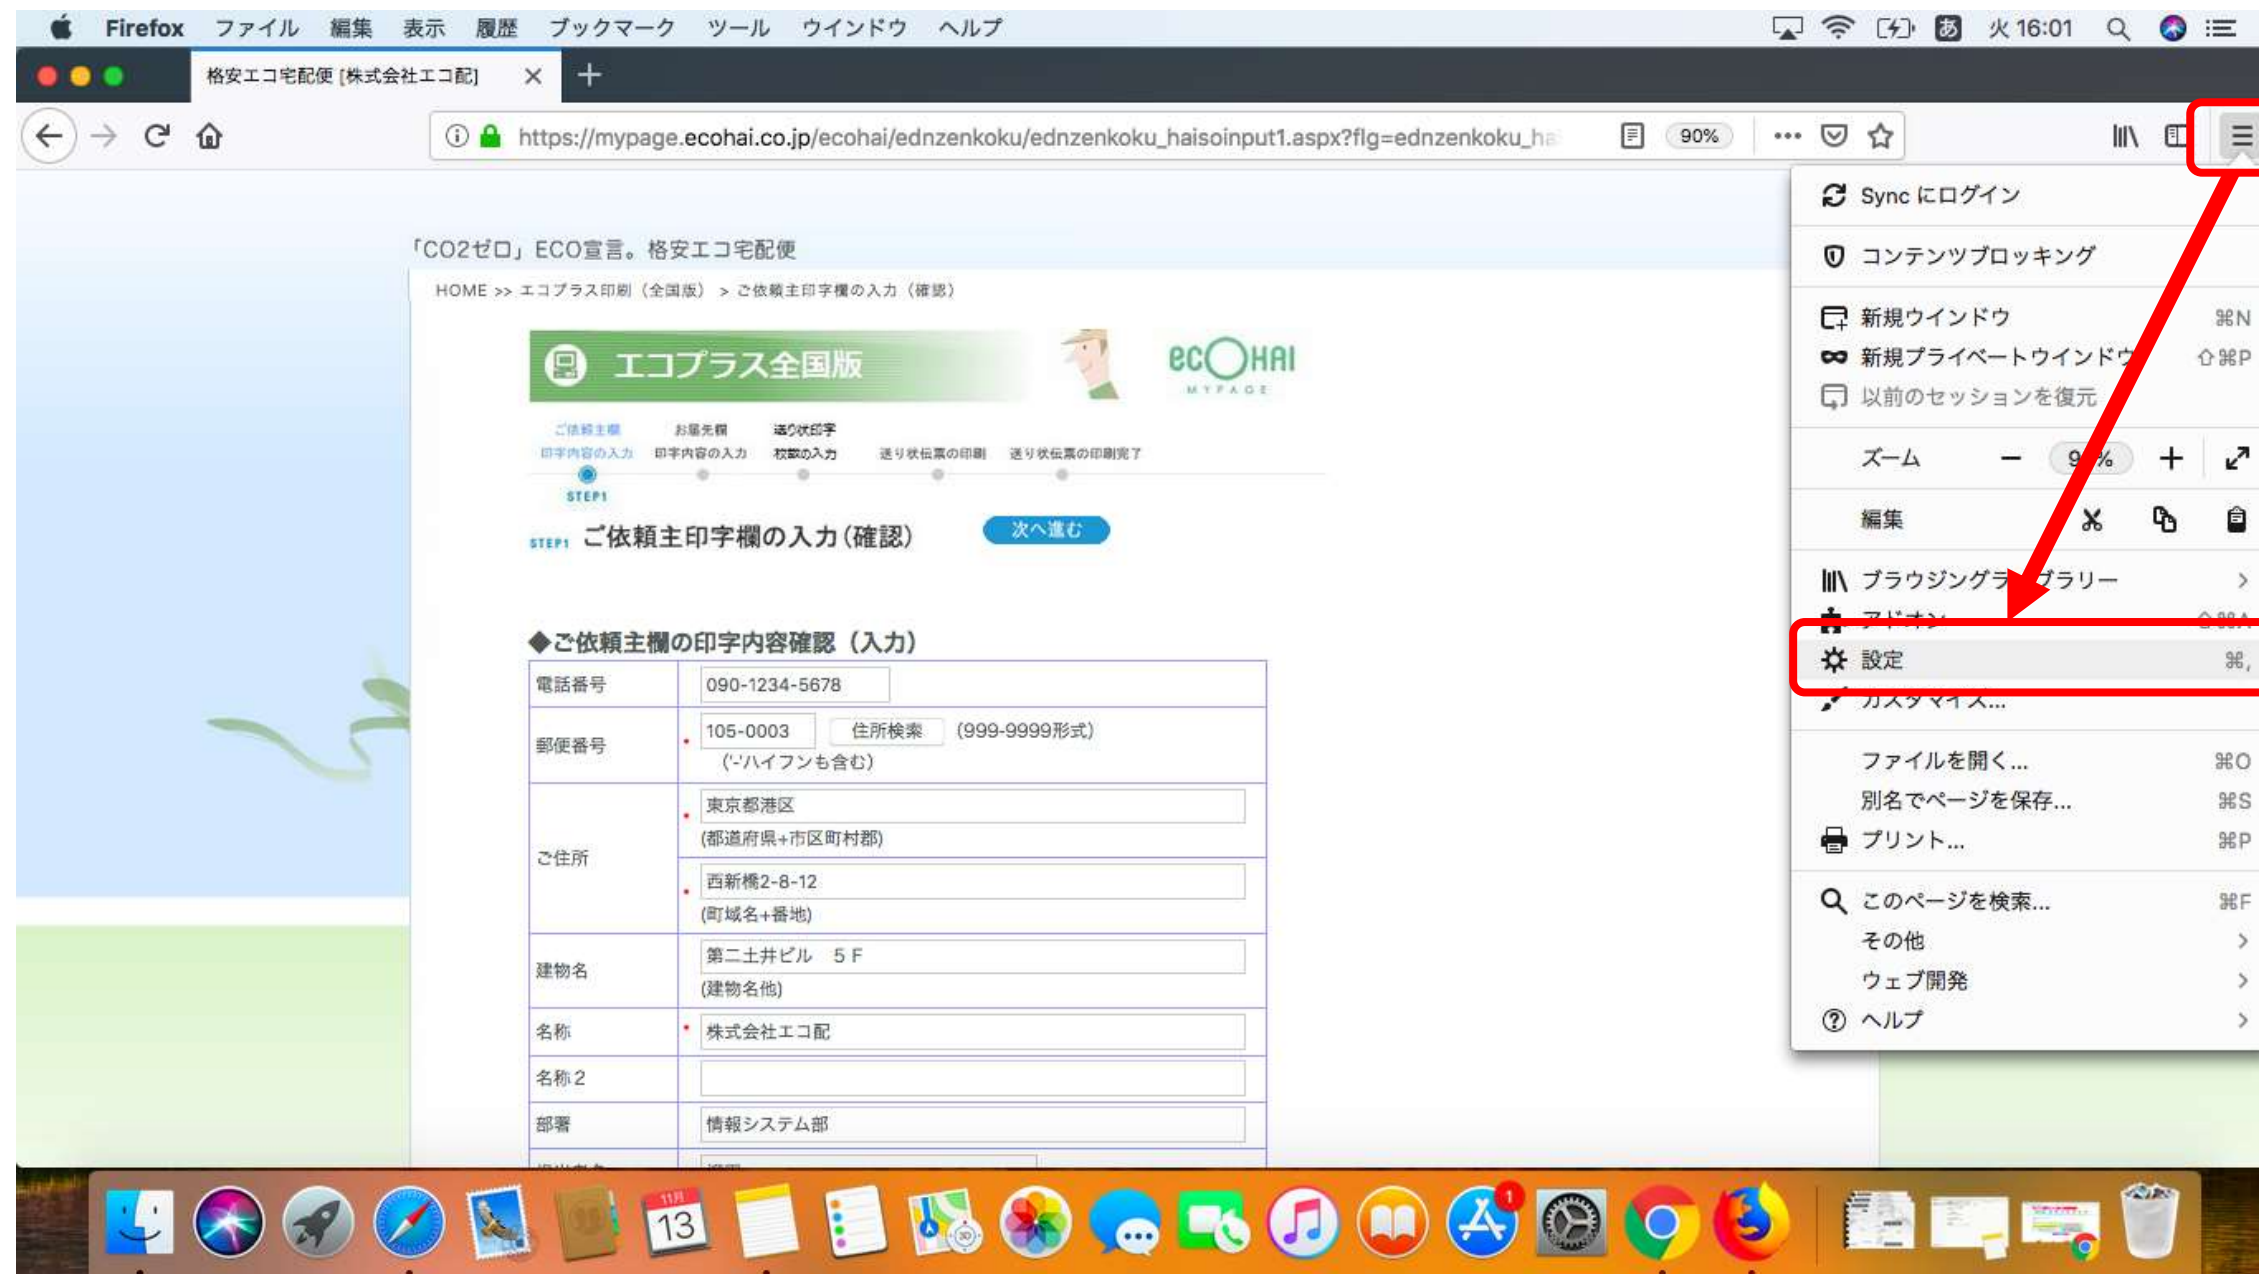 Firefox ファイル 編集 表示 履歴 ブックマーク ツール ウインドウ ヘルプ あ 火 16:01
格安エコ宅配便 [株式会社エコ配]
https://mypage.ecohai.co.jp/ecohai/ednzenkoku/ednzenkoku_haisoinput1.aspx?flg=ednzenkoku_ha 90%
「CO2ゼロ」ECO宣言。格安エコ宅配便
HOME >> エコプラス印刷（全国版） > ご依頼主印字欄の入力（確認）
エコプラス全国版
ecOHAI
MYPAGE
ご依頼主欄 お届先欄 送り状印字
印字内容の入力 印字内容の入力 枚数の入力 送り状伝票の印刷 送り状伝票の印刷完了
STEP1
STEP1 ご依頼主印字欄の入力（確認） 次へ進む
◆ご依頼主欄の印字内容確認（入力）
電話番号 090-1234-5678
郵便番号 105-0003 住所検索 (999-9999形式)
('-'ハイフンも含む)
ご住所
東京都港区
(都道府県+市区町村郡)
西新橋2-8-12
(町域名+番地)
建物名
第二土井ビル ５Ｆ
(建物名他)
名称 株式会社エコ配
名称２
部署 情報システム部
Sync にログイン
コンテンツブロッキング
新規ウインドウ ⌘N
新規プライベートウインドウ ⇧⌘P
以前のセッションを復元
ズーム − %  +
編集
ブラウジングラ ブラリー >
アドオン ⇧⌘A
設定 ⌘,
カスタマイズ...
ファイルを開く... ⌘O
別名でページを保存... ⌘S
プリント... ⌘P
このページを検索... ⌘F
その他 >
ウェブ開発 >
ヘルプ >
11月
13
1